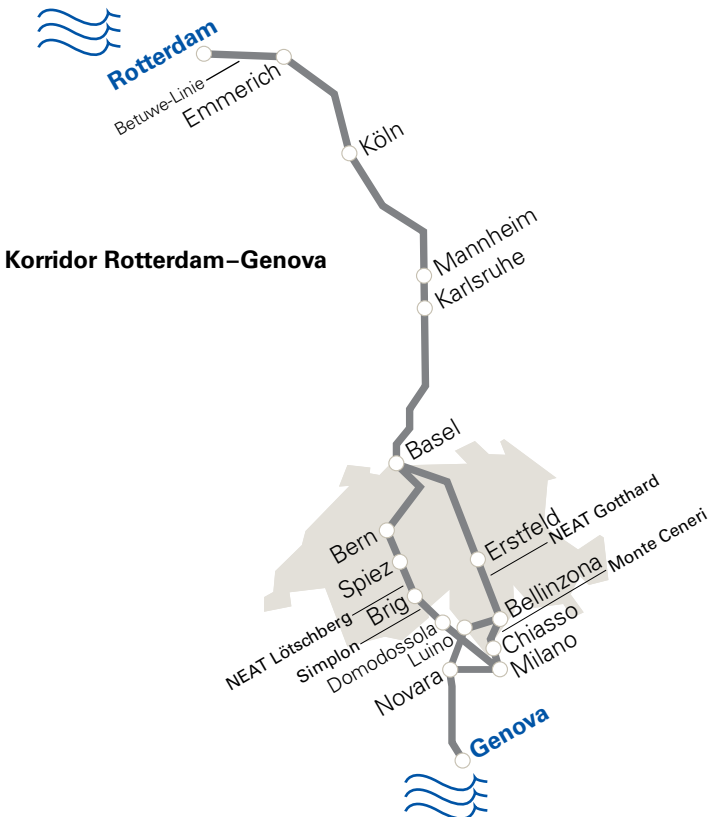 Rotterdam
Betuwe-Linie
Emmerich
Köln
Korridor Rotterdam–Genova
Mannheim
Karlsruhe
Basel
Bern
Erstfeld
NEAT Gotthard
Spiez
Bellinzona
Monte Ceneri
NEAT Lötschberg
Brig
Simplon
Domodossola
Luino
Chiasso
Novara
Milano
Genova